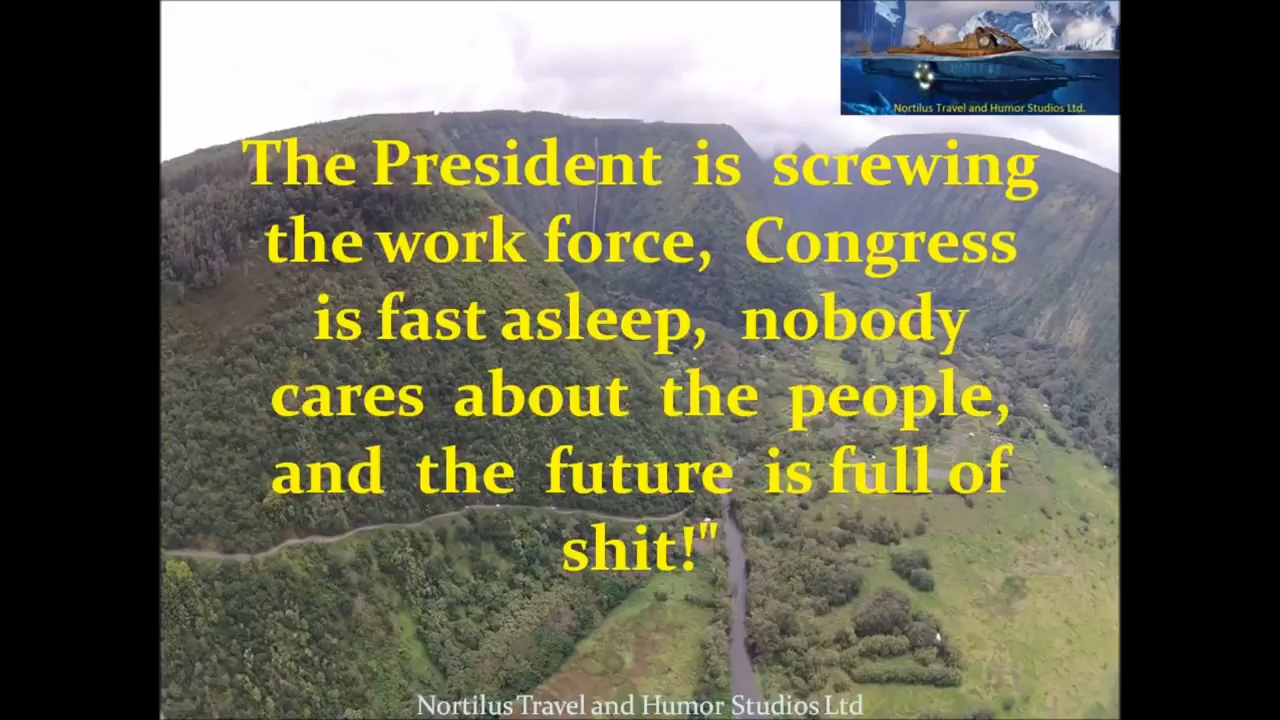 Nortilus Travel and Humor Studios Ltd.
The President is screwing
the work force, Congress
is fast asleep, nobody
cares about the people,
and the future is full of
shit!"
Nortilus Travel and Humor Studios Ltd